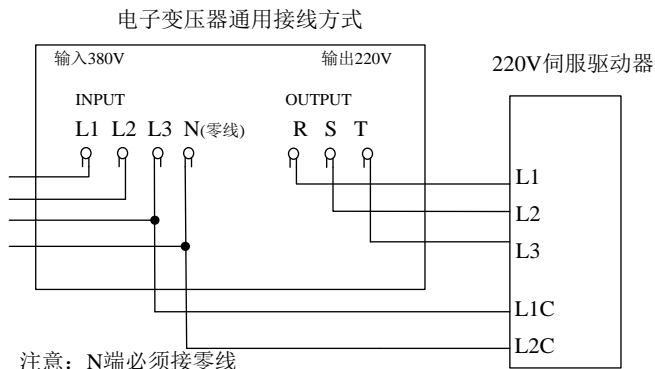 电子变压器通用接线方式
输入380V 输出220V
220V伺服驱动器
INPUT OUTPUT
L1 L2 L3 N(零线) R S T
L1
L2
L3
L1C
L2C
注意：N端必须接零线